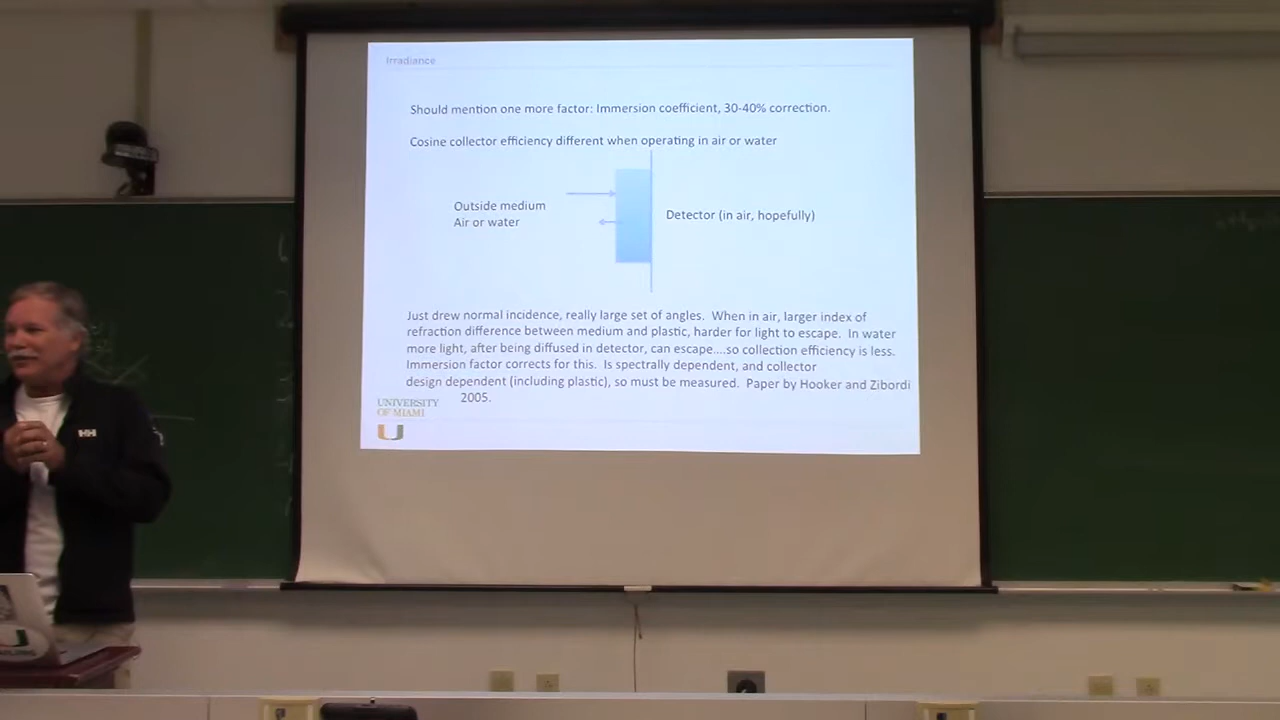 Irradiance
Should mention one more factor: Immersion coefficient, 30-40% correction.
Cosine collector efficiency different when operating in air or water
Outside medium
Air or water
Detector (in air, hopefully)
Just drew normal incidence, really large set of angles.  When in air, larger index of
refraction difference between medium and plastic, harder for light to escape.  In water
more light, after being diffused in detector, can escape....so collection efficiency is less.
Immersion factor corrects for this.  Is spectrally dependent, and collector
design dependent (including plastic), so must be measured.  Paper by Hooker and Zibordi
2005.
UNIVERSITY
OF MIAMI
U
HH
U